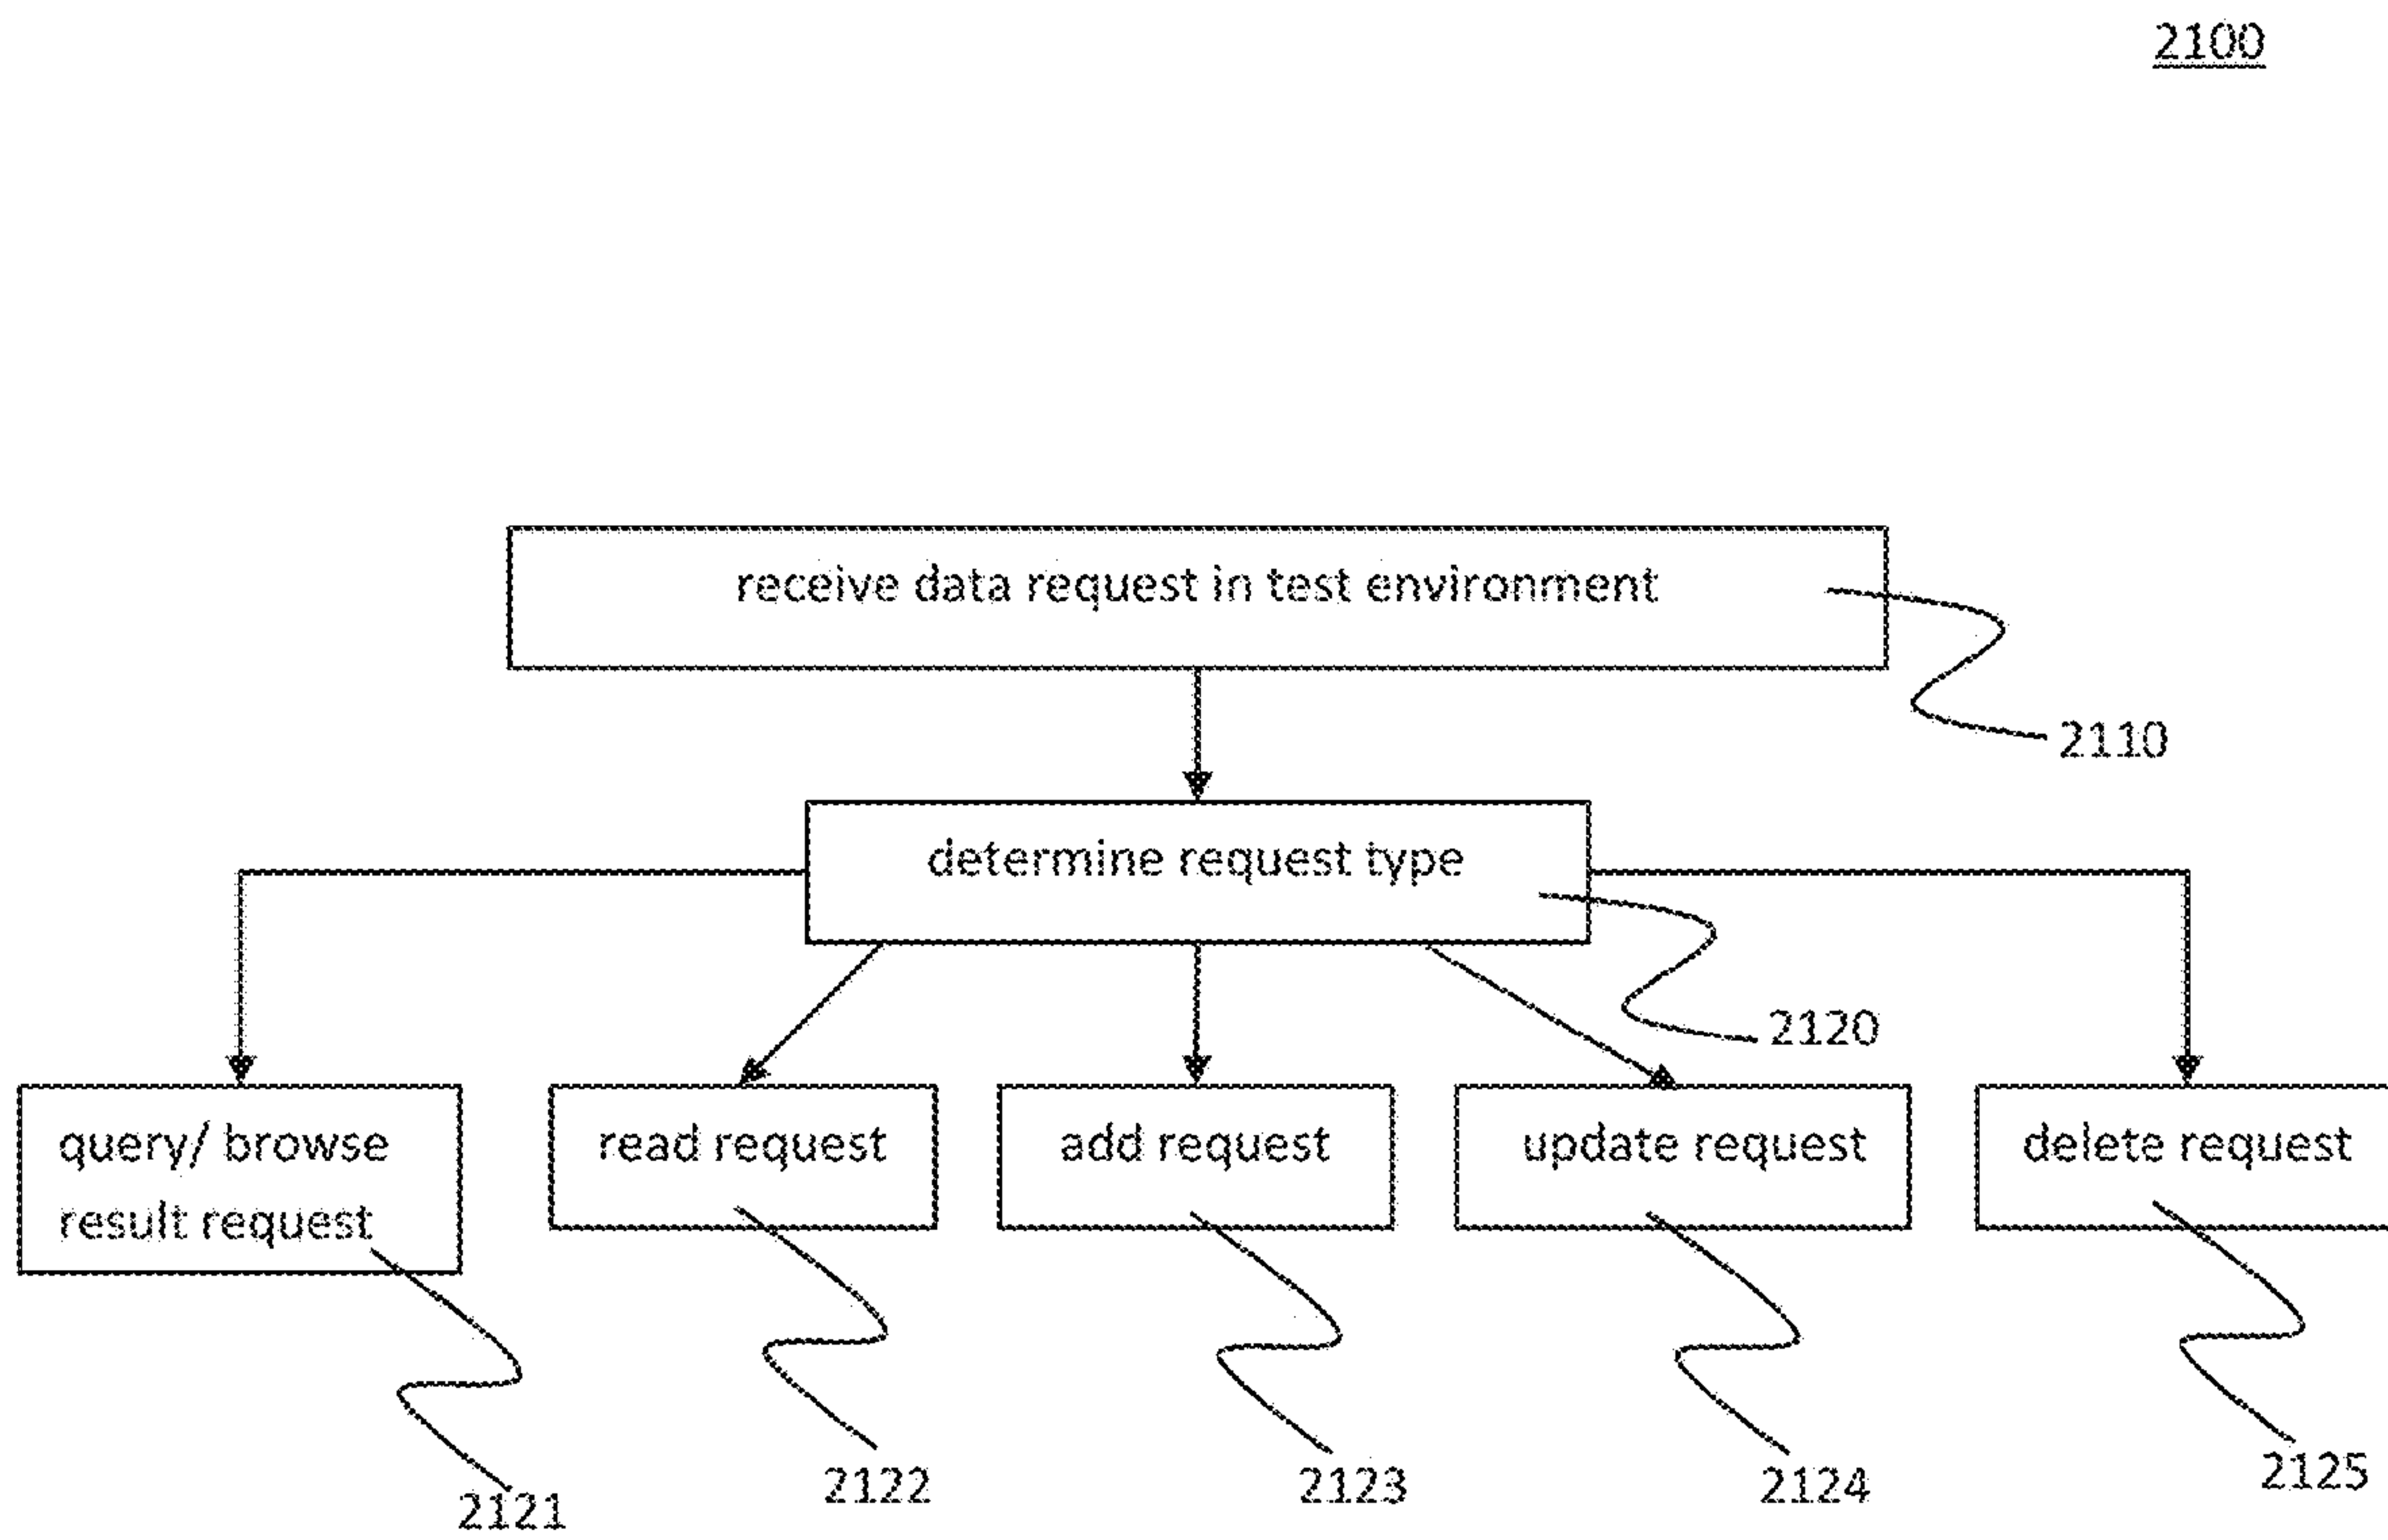 2100
receive data request in test environment
2110
determine request type
2120
query/ browse
result request
read request
add request
update request
delete request
2121
2122
2123
2124
2125